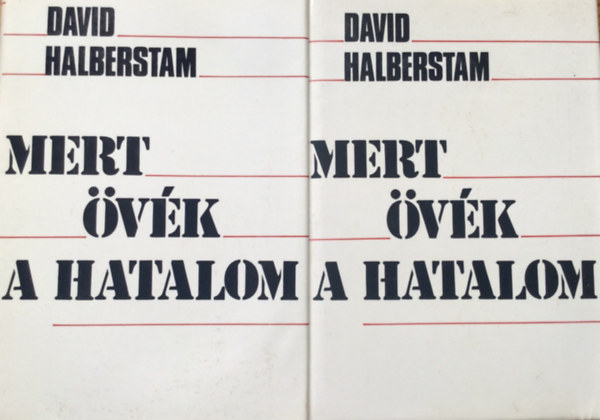 DAVID
HALBERSTAM
MERT
ÖVÉK
A HATALOM
DAVID
HALBERSTAM
MERT
ÖVÉK
A HATALOM